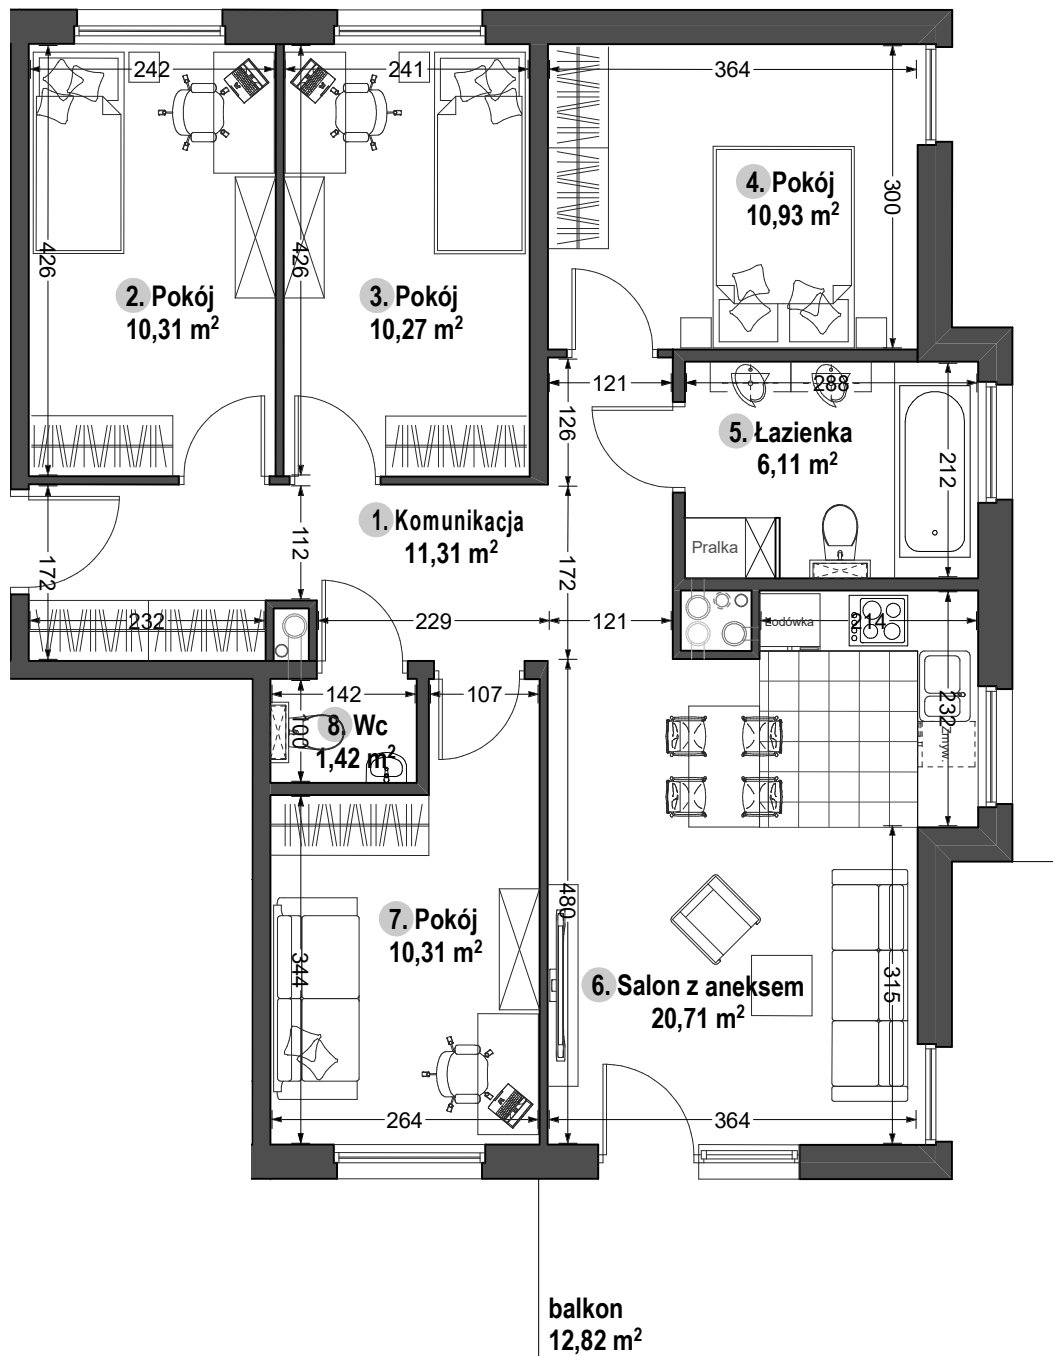 242
241
364
4. Pokój
10,93 m²
300
426
426
2. Pokój
10,31 m²
3. Pokój
10,27 m²
121
288
126
5. Łazienka
6,11 m²
212
1. Komunikacja
11,31 m²
172
112
172
Pralka
232
229
121
Lodówka
214
142
107
232
Zmyw.
8. Wc
1,42 m²
100
480
7. Pokój
10,31 m²
344
6. Salon z aneksem
20,71 m²
315
264
364
balkon
12,82 m²